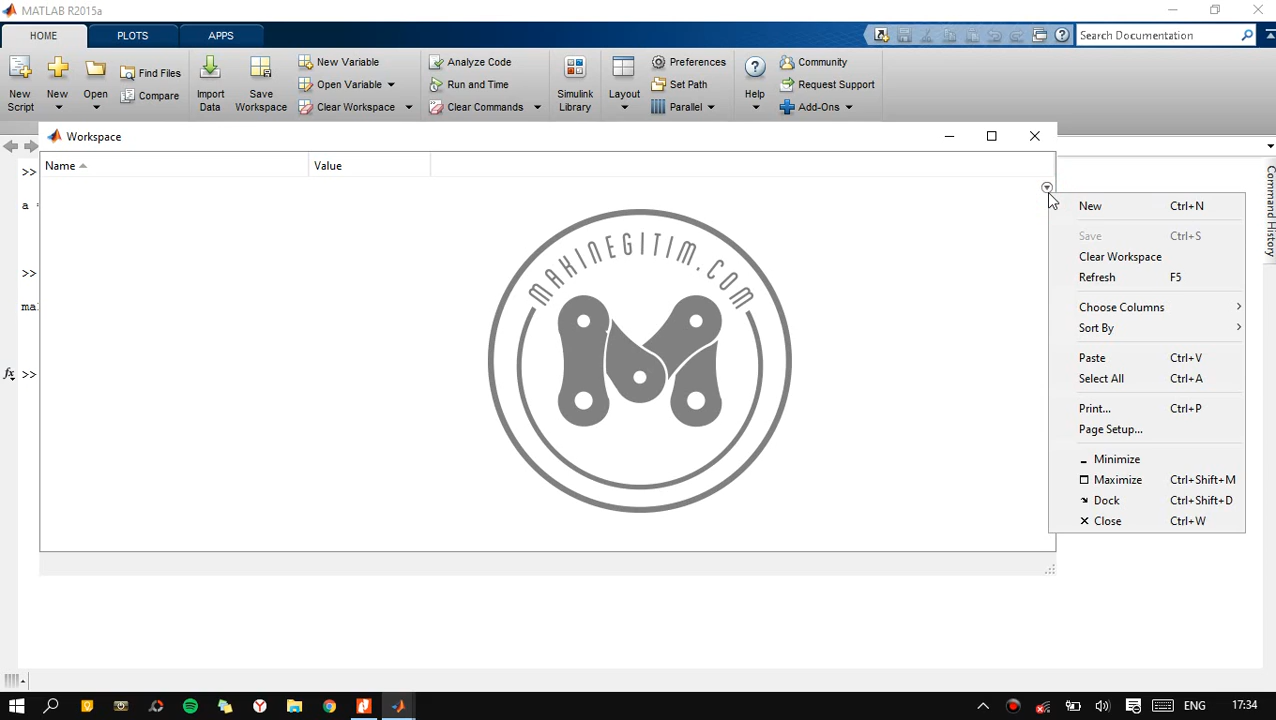 MATLAB R2015a
HOME PLOTS APPS
Search Documentation
New Script
New
Open
Find Files
Compare
Import Data
Save Workspace
New Variable
Open Variable
Clear Workspace
Analyze Code
Run and Time
Clear Commands
Simulink Library
Layout
Preferences
Set Path
Parallel
Help
Community
Request Support
Add-Ons
Workspace
Name Value
>>
a
>>
mal
fx >>
MAKINEGITIM.COM
New Ctrl+N
Save Ctrl+S
Clear Workspace
Refresh F5
Choose Columns
Sort By
Paste Ctrl+V
Select All Ctrl+A
Print... Ctrl+P
Page Setup...
Minimize
Maximize Ctrl+Shift+M
Dock Ctrl+Shift+D
Close Ctrl+W
Command History
ENG 17:34